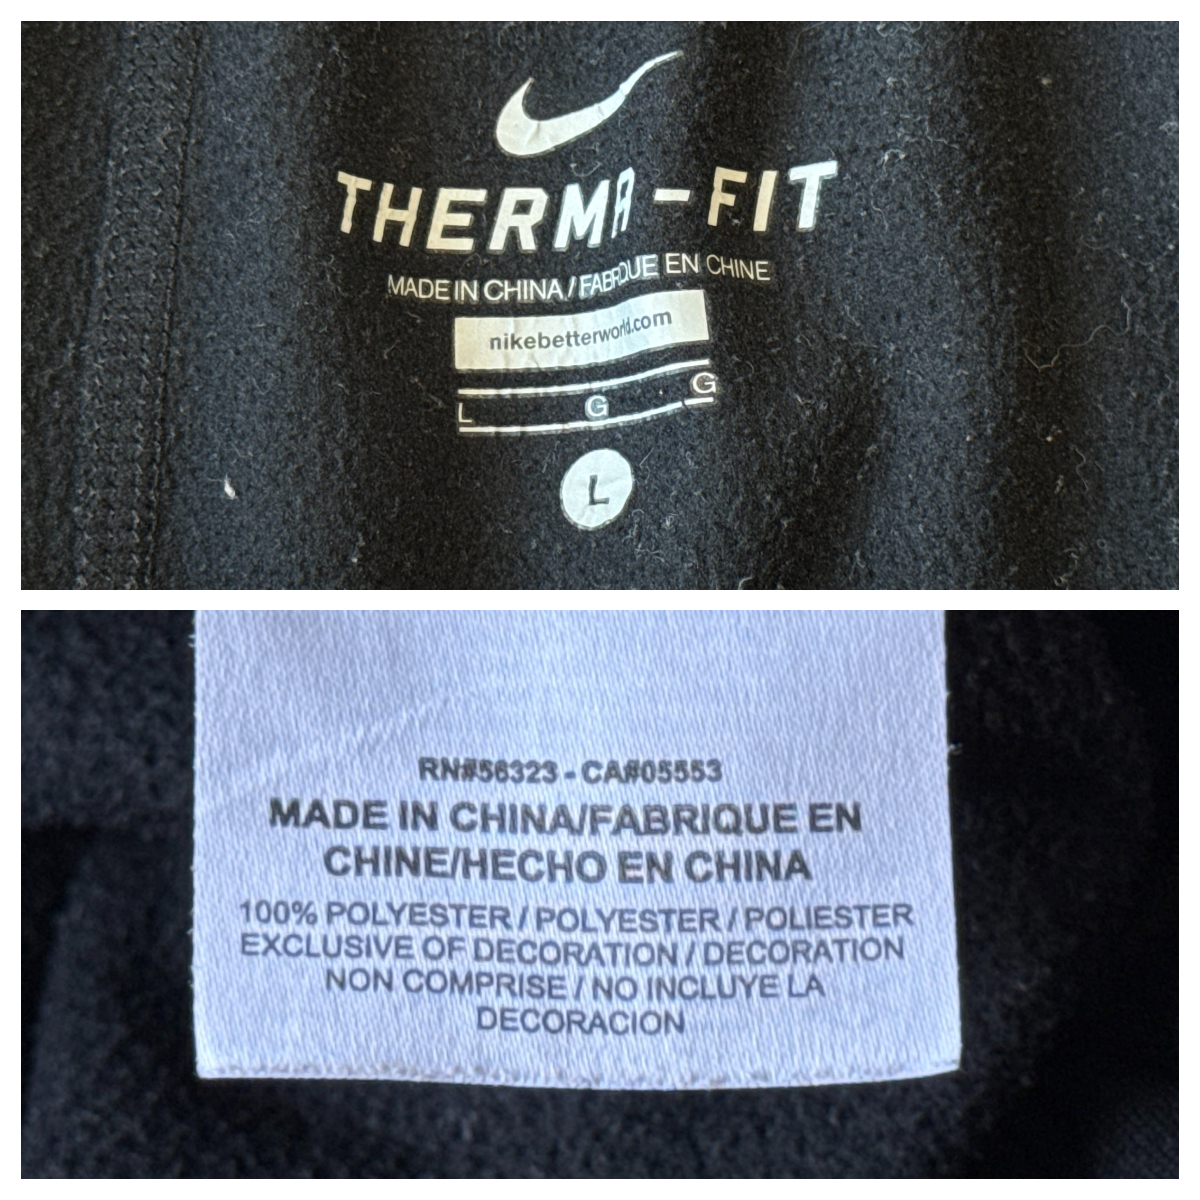 THERMA-FIT
MADE IN CHINA / FABRIQUE EN CHINE
nikebetterworld.com
L G G
L
RN#56323 - CA#05553
MADE IN CHINA/FABRIQUE EN
CHINE/HECHO EN CHINA
100% POLYESTER / POLYESTER / POLIESTER
EXCLUSIVE OF DECORATION / DECORATION
NON COMPRISE / NO INCLUYE LA
DECORACION